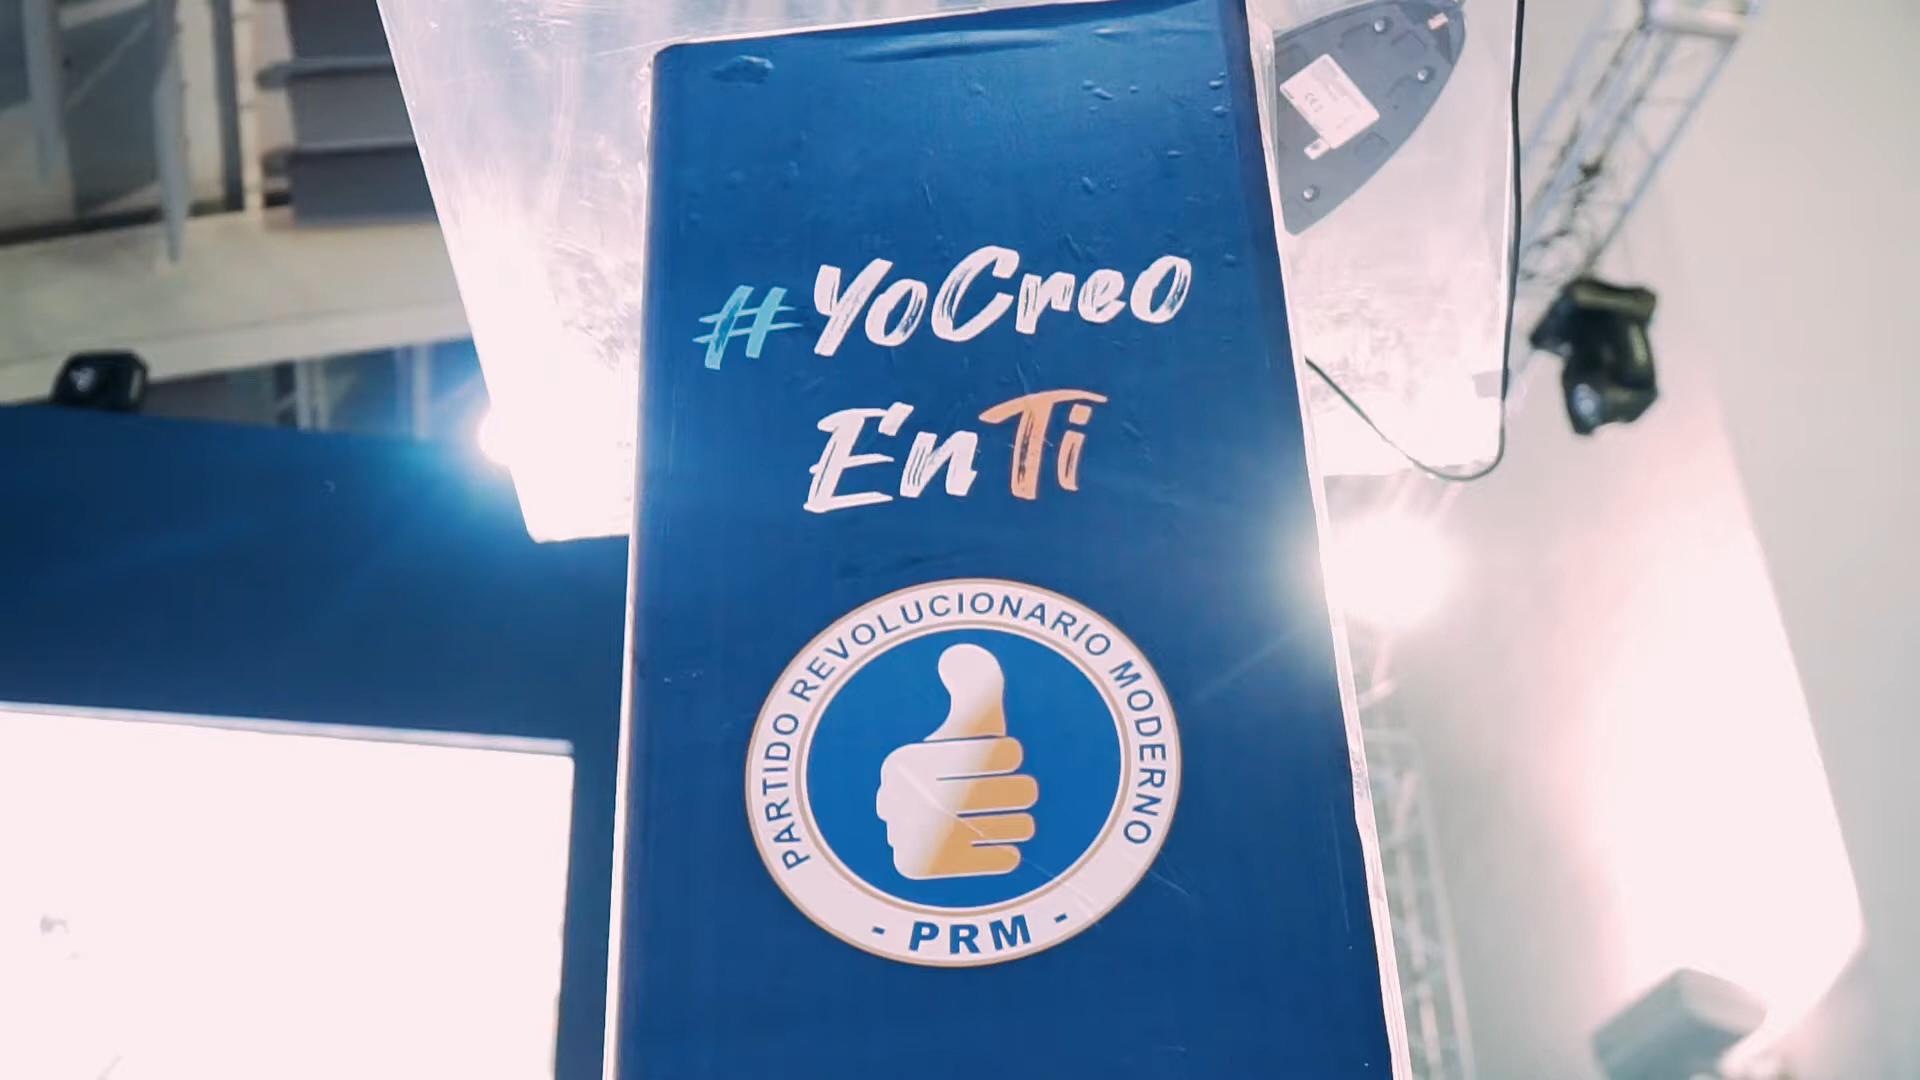 #YoCreo
EnTi
PARTIDO REVOLUCIONARIO MODERNO
- PRM -